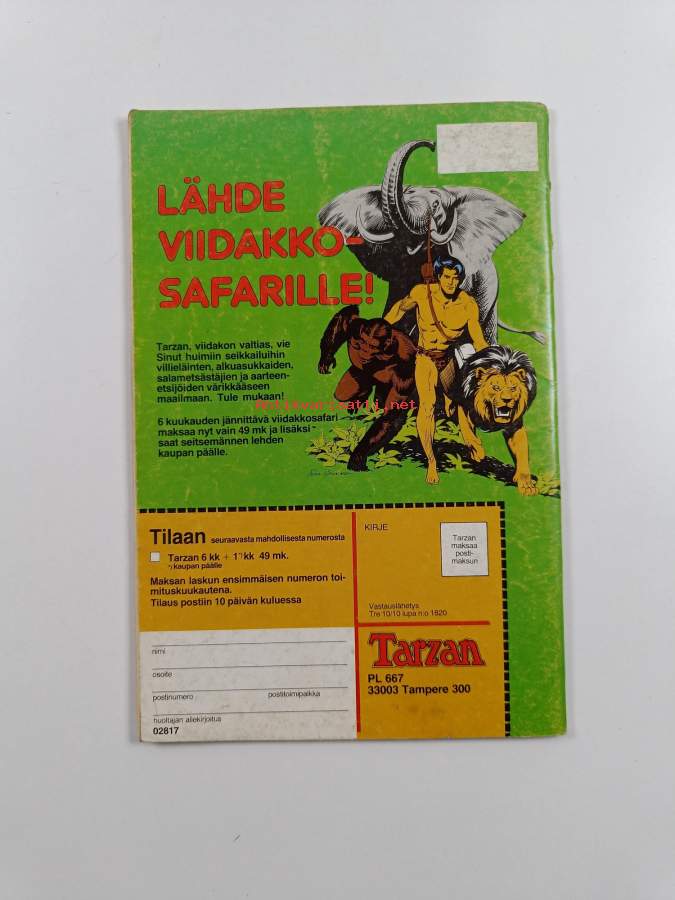 LÄHDE
VIIDAKKO-
SAFARILLE!
Tarzan, viidakon valtias, vie
Sinut huimiin seikkailuihin
villieläinten, alkuasukkaiden,
salametsästäjien ja aarteen-
etsijöiden värikkääseen
maailmaan. Tule mukaan!
6 kuukauden jännittävä viidakkosafari
maksaa nyt vain 49 mk ja lisäksi
saat seitsemännen lehden
kaupan päälle.
Antikvariaatit.net
Tilaan seuraavasta mahdollisesta numerosta
Tarzan 6 kk + 1*) kk 49 mk.
*) kaupan päälle
Maksan laskun ensimmäisen numeron toi-
mituskuukautena.
Tilaus postiin 10 päivän kuluessa
nimi
osoite
postinumero postitoimipaikka
huoltajan allekirjoitus
02817
KIRJE
Tarzan
maksaa
posti-
maksun
Vastauslähetys
Tre 10/10 lupa n:o 1820
Tarzan
PL 667
33003 Tampere 300